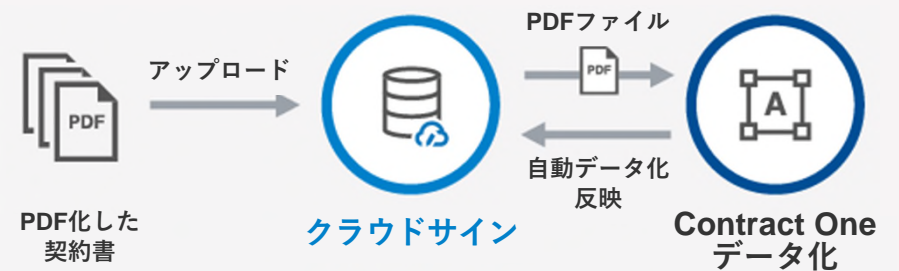 PDF
PDF化した
契約書
アップロード
クラウドサイン
PDFファイル
PDF
自動データ化
反映
A
Contract One
データ化